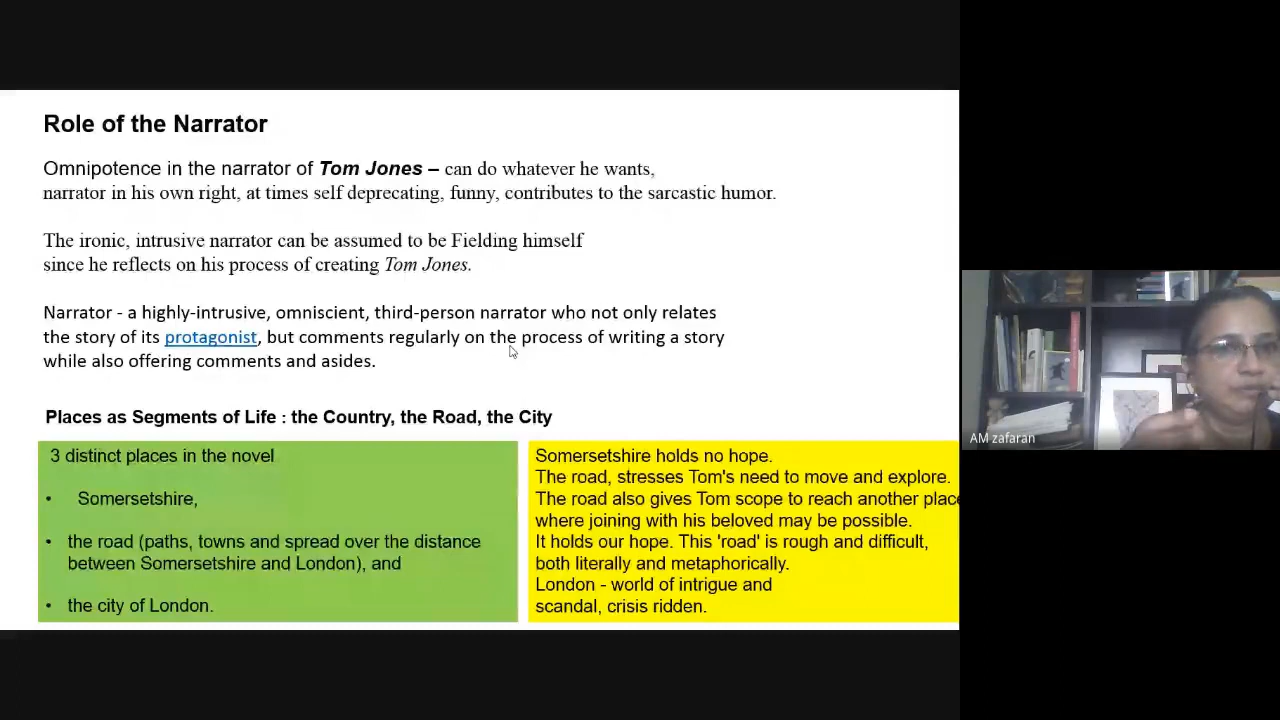 Role of the Narrator
Omnipotence in the narrator of Tom Jones – can do whatever he wants,
narrator in his own right, at times self deprecating, funny, contributes to the sarcastic humor.
The ironic, intrusive narrator can be assumed to be Fielding himself
since he reflects on his process of creating Tom Jones.
Narrator - a highly-intrusive, omniscient, third-person narrator who not only relates
the story of its protagonist, but comments regularly on the process of writing a story
while also offering comments and asides.
Places as Segments of Life : the Country, the Road, the City
3 distinct places in the novel
• Somersetshire,
• the road (paths, towns and spread over the distance
between Somersetshire and London), and
• the city of London.
Somersetshire holds no hope.
The road, stresses Tom's need to move and explore.
The road also gives Tom scope to reach another place
where joining with his beloved may be possible.
It holds our hope. This 'road' is rough and difficult,
both literally and metaphorically.
London - world of intrigue and
scandal, crisis ridden.
AM zafaran